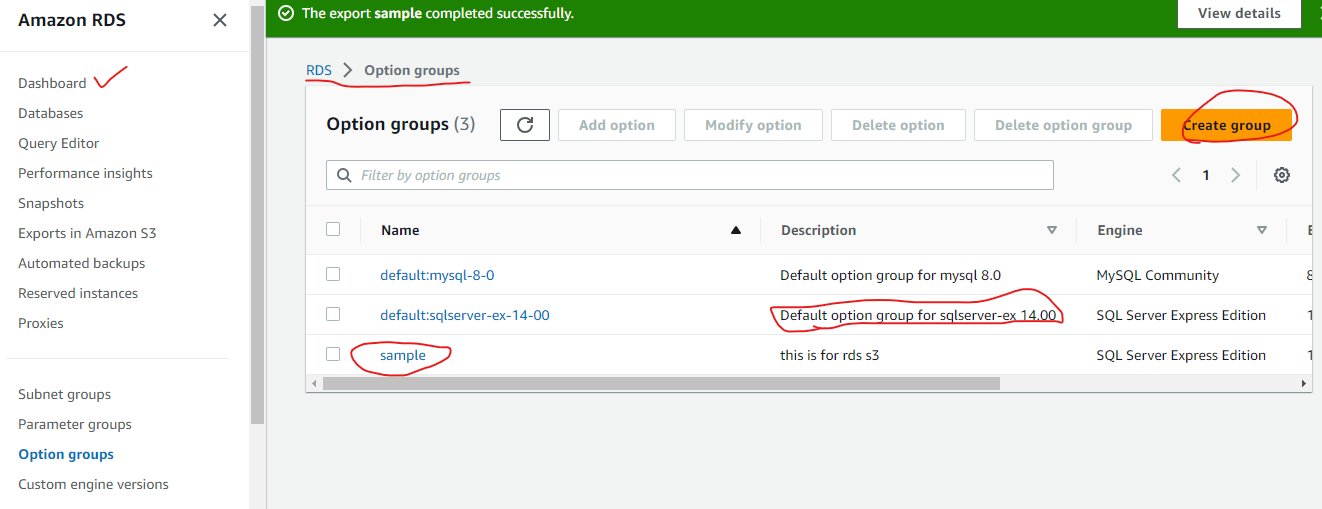 Amazon RDS
The export sample completed successfully.
View details
Dashboard
Databases
Query Editor
Performance insights
Snapshots
Exports in Amazon S3
Automated backups
Reserved instances
Proxies
Subnet groups
Parameter groups
Option groups
Custom engine versions
RDS > Option groups
Option groups (3) Add option Modify option Delete option Delete option group Create group
Filter by option groups 1
Name Description Engine
default:mysql-8-0 Default option group for mysql 8.0 MySQL Community 8
default:sqlserver-ex-14-00 Default option group for sqlserver-ex 14.00 SQL Server Express Edition 1
sample this is for rds s3 SQL Server Express Edition 1